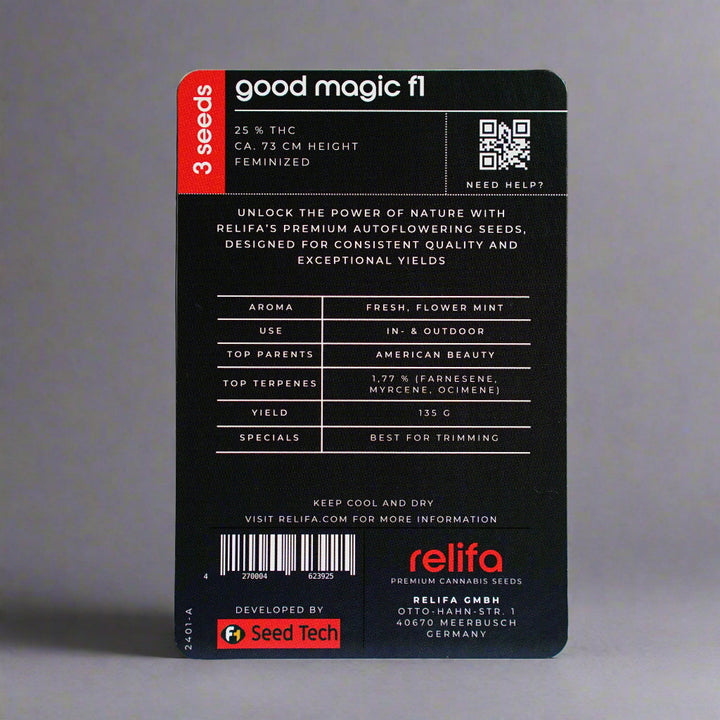 3 seeds
good magic f1
25 % THC
CA. 73 CM HEIGHT
FEMINIZED
NEED HELP?
UNLOCK THE POWER OF NATURE WITH
RELIFA'S PREMIUM AUTOFLOWERING SEEDS,
DESIGNED FOR CONSISTENT QUALITY AND
EXCEPTIONAL YIELDS
AROMA FRESH, FLOWER MINT
USE IN- & OUTDOOR
TOP PARENTS AMERICAN BEAUTY
TOP TERPENES 1,77 % (FARNESENE,
MYRCENE, OCIMENE)
YIELD 135 G
SPECIALS BEST FOR TRIMMING
KEEP COOL AND DRY
VISIT RELIFA.COM FOR MORE INFORMATION
4 270004 623925
DEVELOPED BY
F1 Seed Tech
2401-A
relifa
PREMIUM CANNABIS SEEDS
RELIFA GMBH
OTTO-HAHN-STR. 1
40670 MEERBUSCH
GERMANY